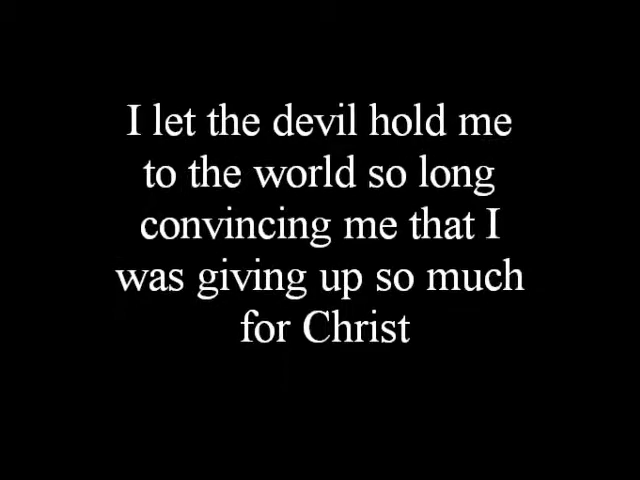 I let the devil hold me
to the world so long
convincing me that I
was giving up so much
for Christ